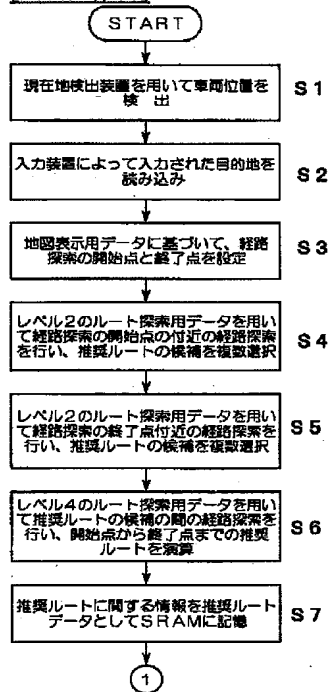 START
現在地検出装置を用いて車両位置を
検 出
S1
入力装置によって入力された目的地を
読み込み
S2
地図表示用データに基づいて、経路
探索の開始点と終了点を設定
S3
レベル2のルート探索用データを用い
て経路探索の開始点の付近の経路探索
を行い、推奨ルートの候補を複数選択
S4
レベル2のルート探索用データを用い
て経路探索の終了点付近の経路探索を
行い、推奨ルートの候補を複数選択
S5
レベル4のルート探索用データを用い
て推奨ルートの候補の間の経路探索を
行い、開始点から終了点までの推奨
ルートを演算
S6
推奨ルートに関する情報を推奨ルート
データとしてSRAMに記憶
S7
1